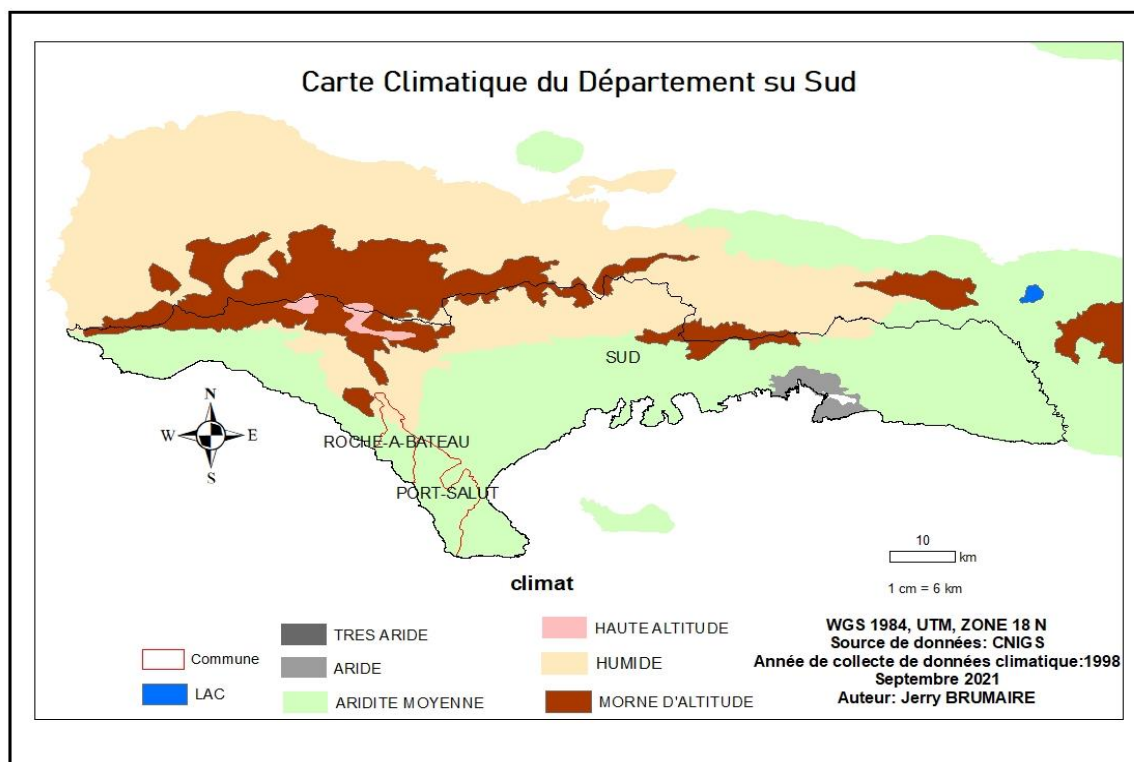 Carte Climatique du Département su Sud
SUD
N
W
E
S
ROCHE-A-BATEAU
PORT-SALUT
10
km
1 cm = 6 km
climat
Commune
LAC
TRES ARIDE
ARIDE
ARIDITE MOYENNE
HAUTE ALTITUDE
HUMIDE
MORNE D'ALTITUDE
WGS 1984, UTM, ZONE 18 N
Source de données: CNIGS
Année de collecte de données climatique:1998
Septembre 2021
Auteur: Jerry BRUMAIRE